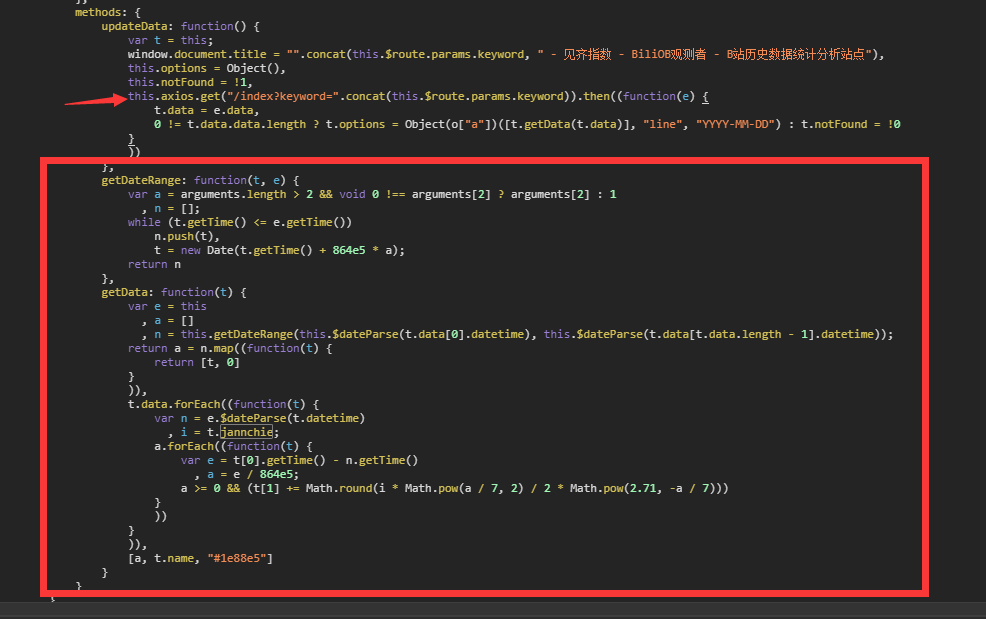 },
methods: {
updateData: function() {
var t = this;
window.document.title = "".concat(this.$route.params.keyword, " - 见齐指数 - BiliOB观测者 - B站历史数据统计分析站点"),
this.options = Object(),
this.notFound = !1,
this.axios.get("/index?keyword=".concat(this.$route.params.keyword)).then((function(e) {
t.data = e.data,
0 != t.data.data.length ? t.options = Object(o["a"])([t.getData(t.data)], "line", "YYYY-MM-DD") : t.notFound = !0
}
))
},
getDateRange: function(t, e) {
var a = arguments.length > 2 && void 0 !== arguments[2] ? arguments[2] : 1
, n = [];
while (t.getTime() <= e.getTime())
n.push(t),
t = new Date(t.getTime() + 864e5 * a);
return n
},
getData: function(t) {
var e = this
, a = []
, n = this.getDateRange(this.$dateParse(t.data[0].datetime), this.$dateParse(t.data[t.data.length - 1].datetime));
return a = n.map((function(t) {
return [t, 0]
}
)),
t.data.forEach((function(t) {
var n = e.$dateParse(t.datetime)
, i = t.jannchie;
a.forEach((function(t) {
var e = t[0].getTime() - n.getTime()
, a = e / 864e5;
a >= 0 && (t[1] += Math.round(i * Math.pow(a / 7, 2) / 2 * Math.pow(2.71, -a / 7)))
}
))
}
)),
[a, t.name, "#1e88e5"]
}
}
}